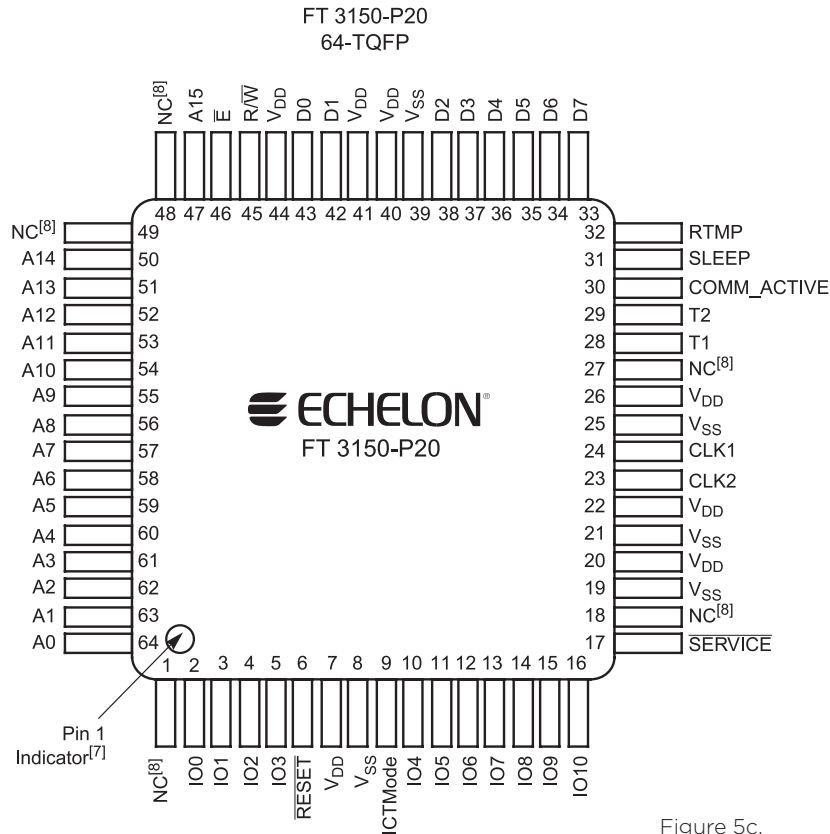 FT 3150-P20
64-TQFP
NC[8] A15 E R/W VDD D0 D1 VDD VDD VSS D2 D3 D4 D5 D6 D7
48 47 46 45 44 43 42 41 40 39 38 37 36 35 34 33
NC[8] 49 32 RTMP
A14 50 31 SLEEP
A13 51 30 COMM_ACTIVE
A12 52 29 T2
A11 53 28 T1
A10 54 27 NC[8]
A9 55 26 VDD
A8 56 25 VSS
A7 57 24 CLK1
A6 58 23 CLK2
A5 59 22 VDD
A4 60 21 VSS
A3 61 20 VDD
A2 62 19 VSS
A1 63 18 NC[8]
A0 64 17 SERVICE
ECHELON®
FT 3150-P20
1 2 3 4 5 6 7 8 9 10 11 12 13 14 15 16
NC[8] IO0 IO1 IO2 IO3 RESET VDD VSS ICTMode IO4 IO5 IO6 IO7 IO8 IO9 IO10
Pin 1
Indicator[7]
Figure 5c.